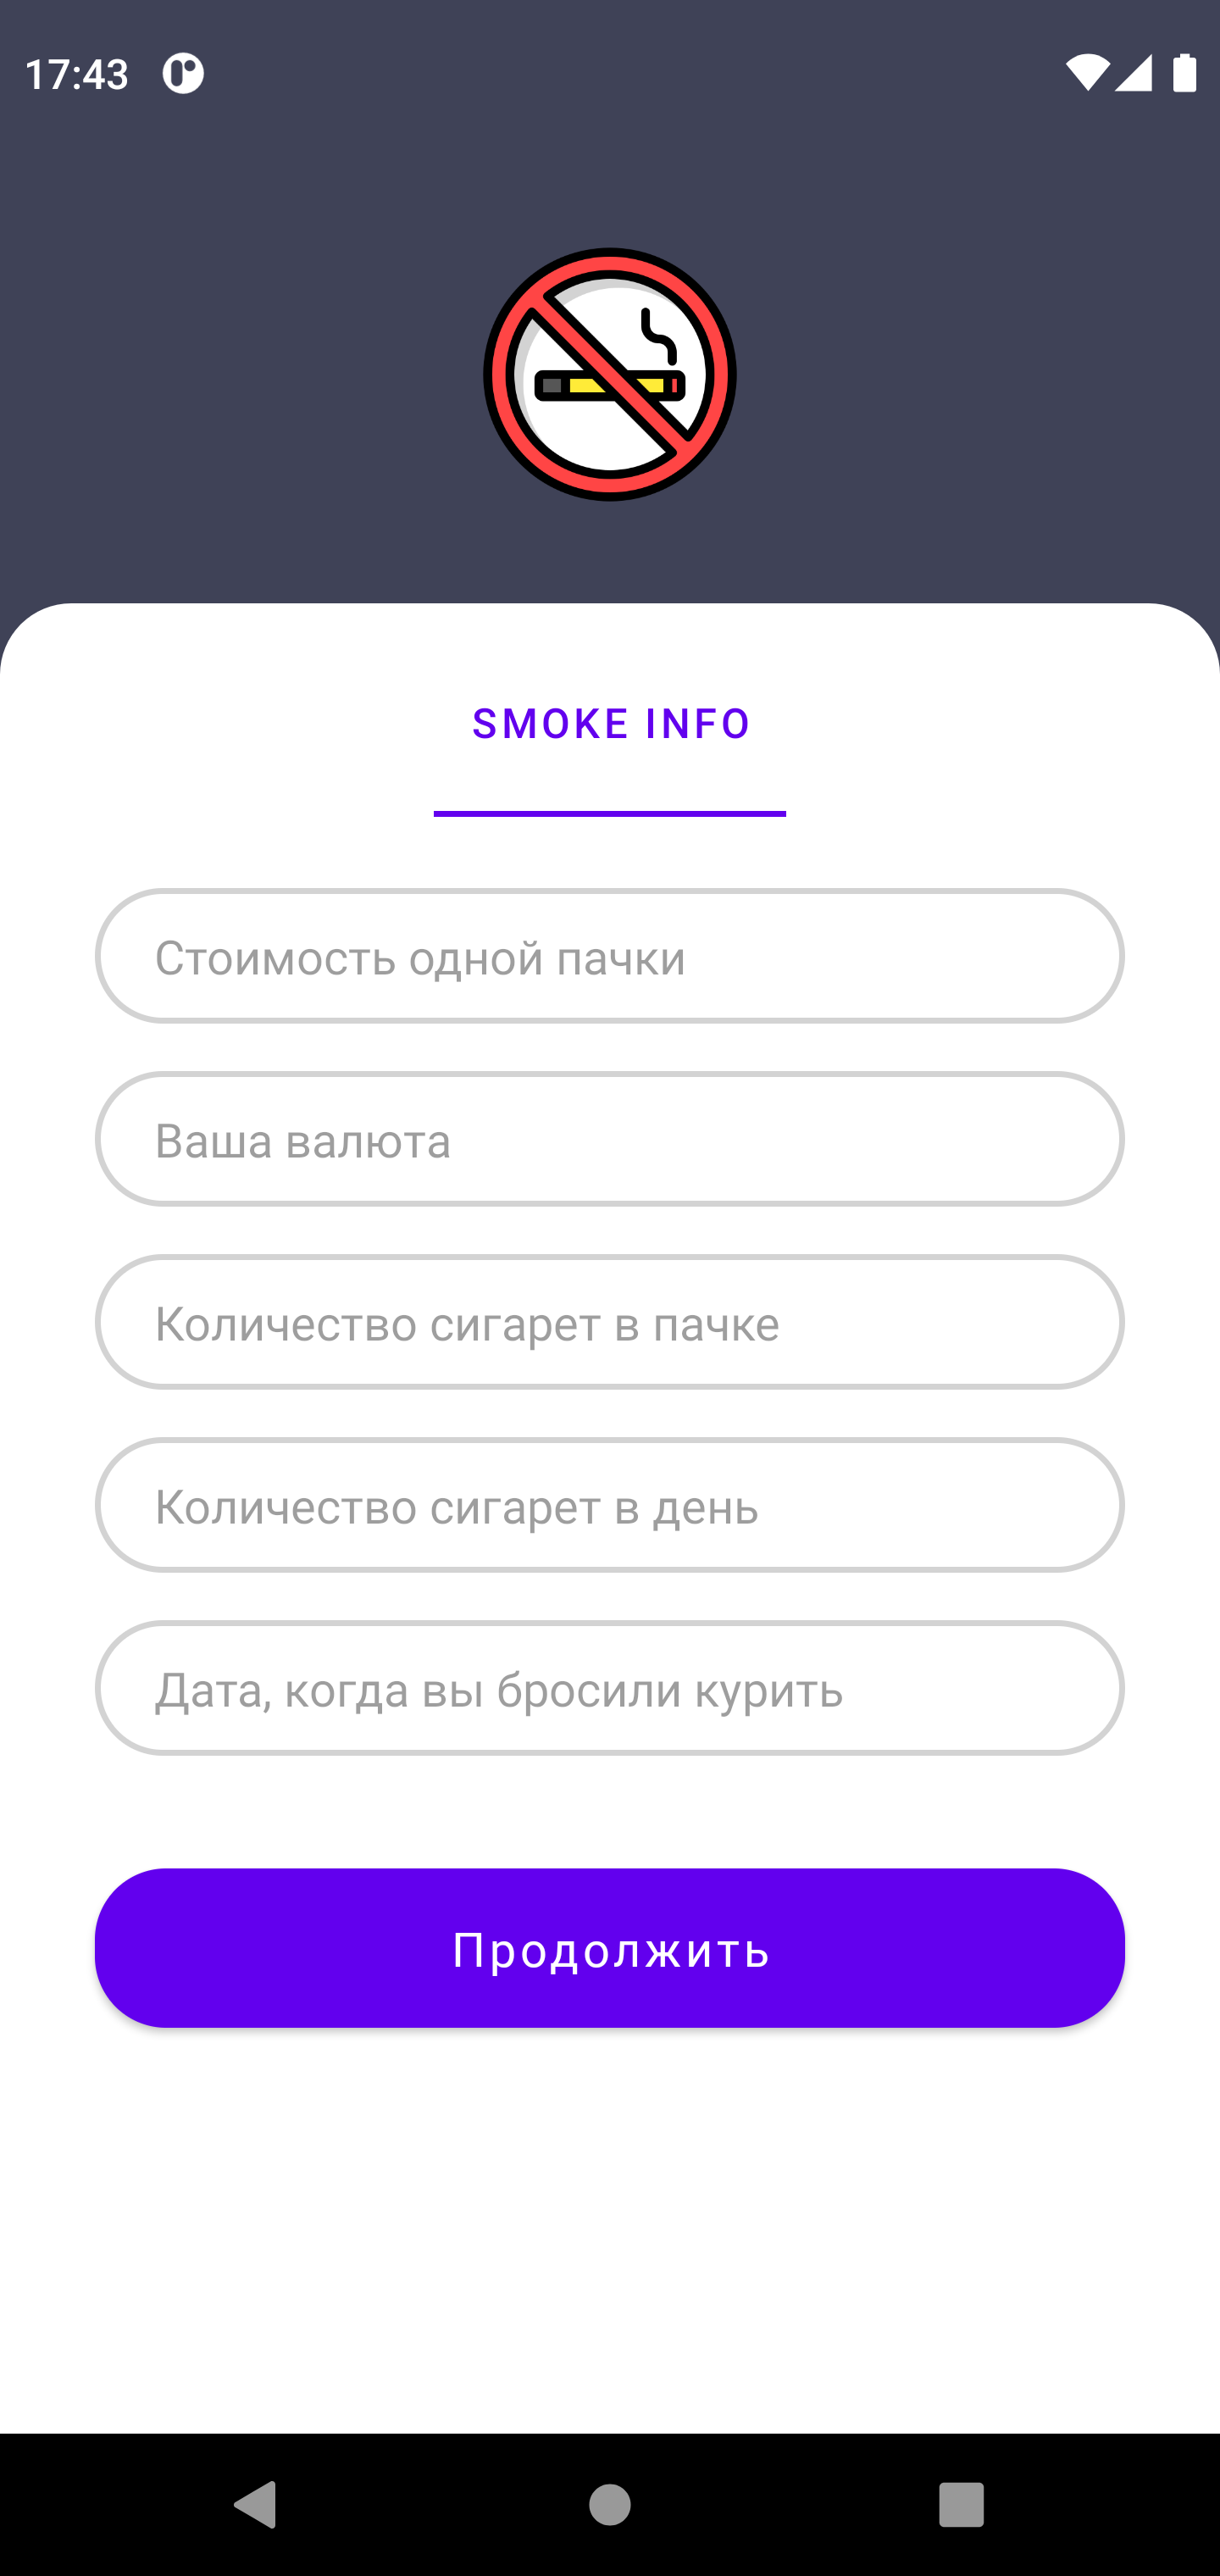 17:43
SMOKE INFO
Стоимость одной пачки
Ваша валюта
Количество сигарет в пачке
Количество сигарет в день
Дата, когда вы бросили курить
Продолжить